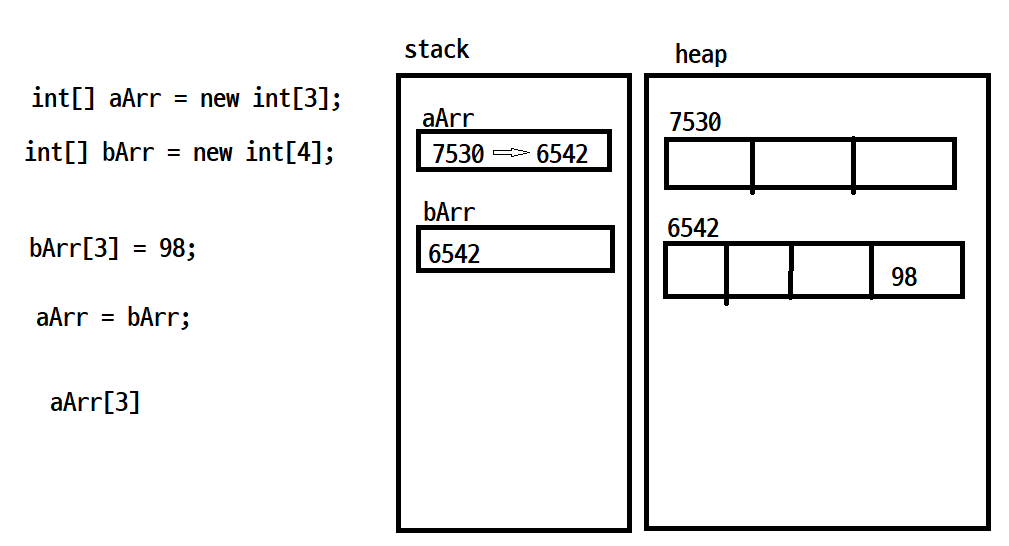 int[] aArr = new int[3];
int[] bArr = new int[4];
bArr[3] = 98;
aArr = bArr;
aArr[3]
stack
aArr
7530 ⇨ 6542
bArr
6542
heap
7530
6542
98